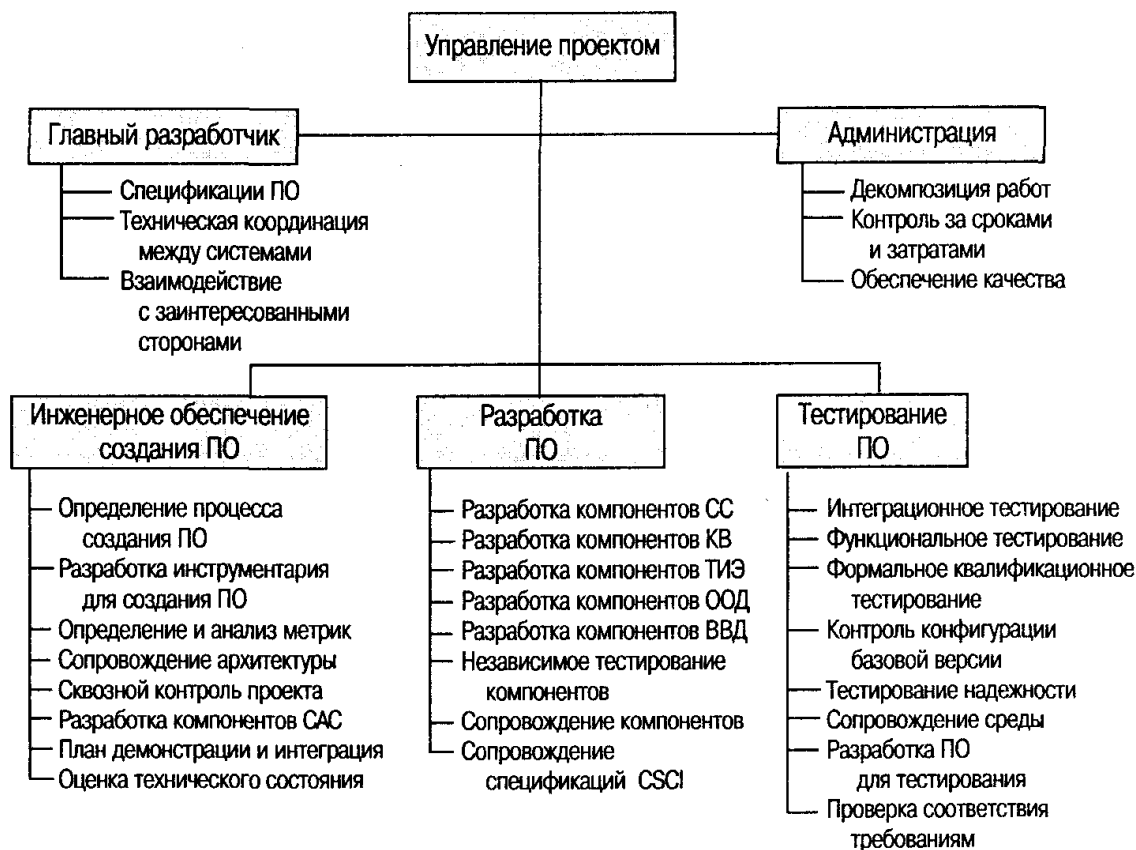 Управление проектом
Главный разработчик
Спецификации ПО
Техническая координация
между системами
Взаимодействие
с заинтересованными
сторонами
Администрация
Декомпозиция работ
Контроль за сроками
и затратами
Обеспечение качества
Инженерное обеспечение
создания ПО
Определение процесса
создания ПО
Разработка инструментария
для создания ПО
Определение и анализ метрик
Сопровождение архитектуры
Сквозной контроль проекта
Разработка компонентов САС
План демонстрации и интеграция
Оценка технического состояния
Разработка
ПО
Разработка компонентов СС
Разработка компонентов КВ
Разработка компонентов ТИЭ
Разработка компонентов ООД
Разработка компонентов ВВД
Независимое тестирование
компонентов
Сопровождение компонентов
Сопровождение
спецификаций CSCI
Тестирование
ПО
Интеграционное тестирование
Функциональное тестирование
Формальное квалификационное
тестирование
Контроль конфигурации
базовой версии
Тестирование надежности
Сопровождение среды
Разработка ПО
для тестирования
Проверка соответствия
требованиям